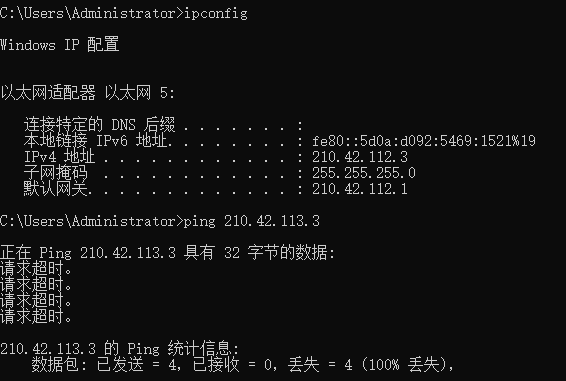 C:\Users\Administrator>ipconfig
Windows IP 配置
以太网适配器 以太网 5:
连接特定的 DNS 后缀 . . . . . . . :
本地链接 IPv6 地址. . . . . . . . : fe80::5d0a:d092:5469:1521%19
IPv4 地址 . . . . . . . . . . . . : 210.42.112.3
子网掩码 . . . . . . . . . . . . : 255.255.255.0
默认网关. . . . . . . . . . . . . : 210.42.112.1
C:\Users\Administrator>ping 210.42.113.3
正在 Ping 210.42.113.3 具有 32 字节的数据:
请求超时。
请求超时。
请求超时。
请求超时。
210.42.113.3 的 Ping 统计信息:
数据包: 已发送 = 4, 已接收 = 0, 丢失 = 4 (100% 丢失),